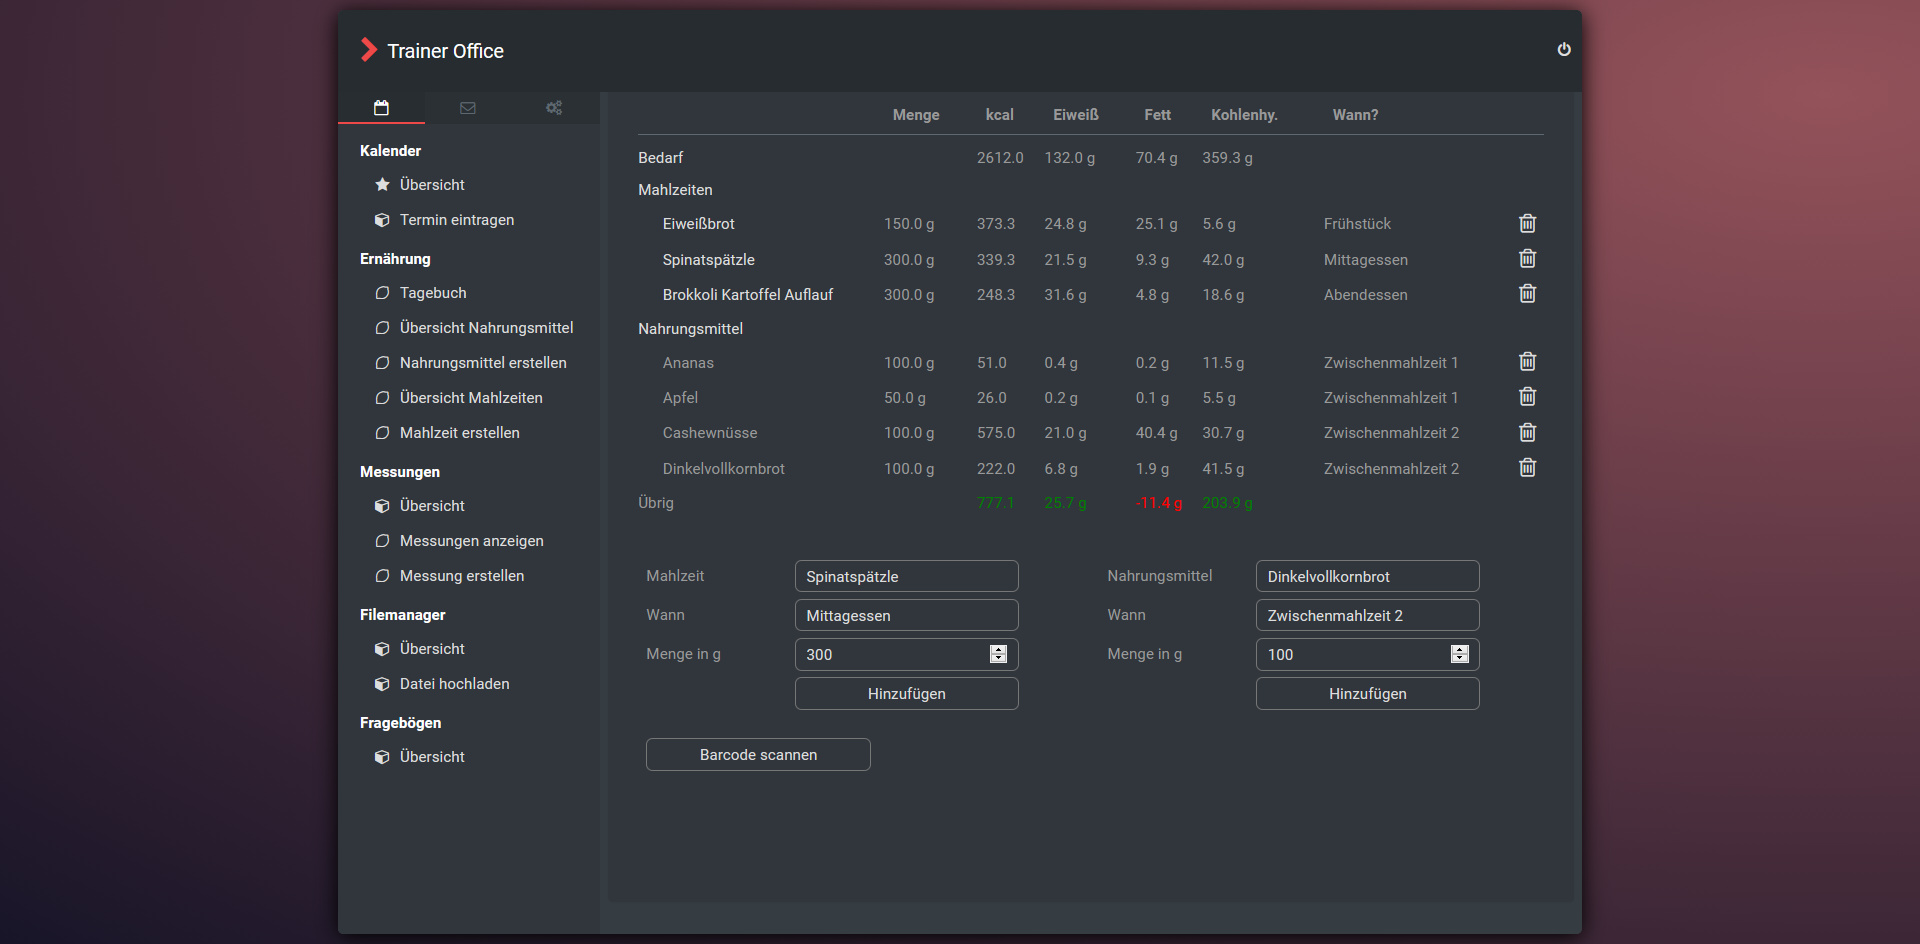 Trainer Office
Kalender
Übersicht
Termin eintragen
Ernährung
Tagebuch
Übersicht Nahrungsmittel
Nahrungsmittel erstellen
Übersicht Mahlzeiten
Mahlzeit erstellen
Messungen
Übersicht
Messungen anzeigen
Messung erstellen
Filemanager
Übersicht
Datei hochladen
Fragebögen
Übersicht
Menge kcal Eiweiß Fett Kohlenhy. Wann?
Bedarf 2612.0 132.0 g 70.4 g 359.3 g
Mahlzeiten
Eiweißbrot 150.0 g 373.3 24.8 g 25.1 g 5.6 g Frühstück
Spinatspätzle 300.0 g 339.3 21.5 g 9.3 g 42.0 g Mittagessen
Brokkoli Kartoffel Auflauf 300.0 g 248.3 31.6 g 4.8 g 18.6 g Abendessen
Nahrungsmittel
Ananas 100.0 g 51.0 0.4 g 0.2 g 11.5 g Zwischenmahlzeit 1
Apfel 50.0 g 26.0 0.2 g 0.1 g 5.5 g Zwischenmahlzeit 1
Cashewnüsse 100.0 g 575.0 21.0 g 40.4 g 30.7 g Zwischenmahlzeit 2
Dinkelvollkornbrot 100.0 g 222.0 6.8 g 1.9 g 41.5 g Zwischenmahlzeit 2
Übrig 777.1 25.7 g -11.4 g 203.9 g
Mahlzeit Spinatspätzle
Wann Mittagessen
Menge in g 300
Hinzufügen
Nahrungsmittel Dinkelvollkornbrot
Wann Zwischenmahlzeit 2
Menge in g 100
Hinzufügen
Barcode scannen